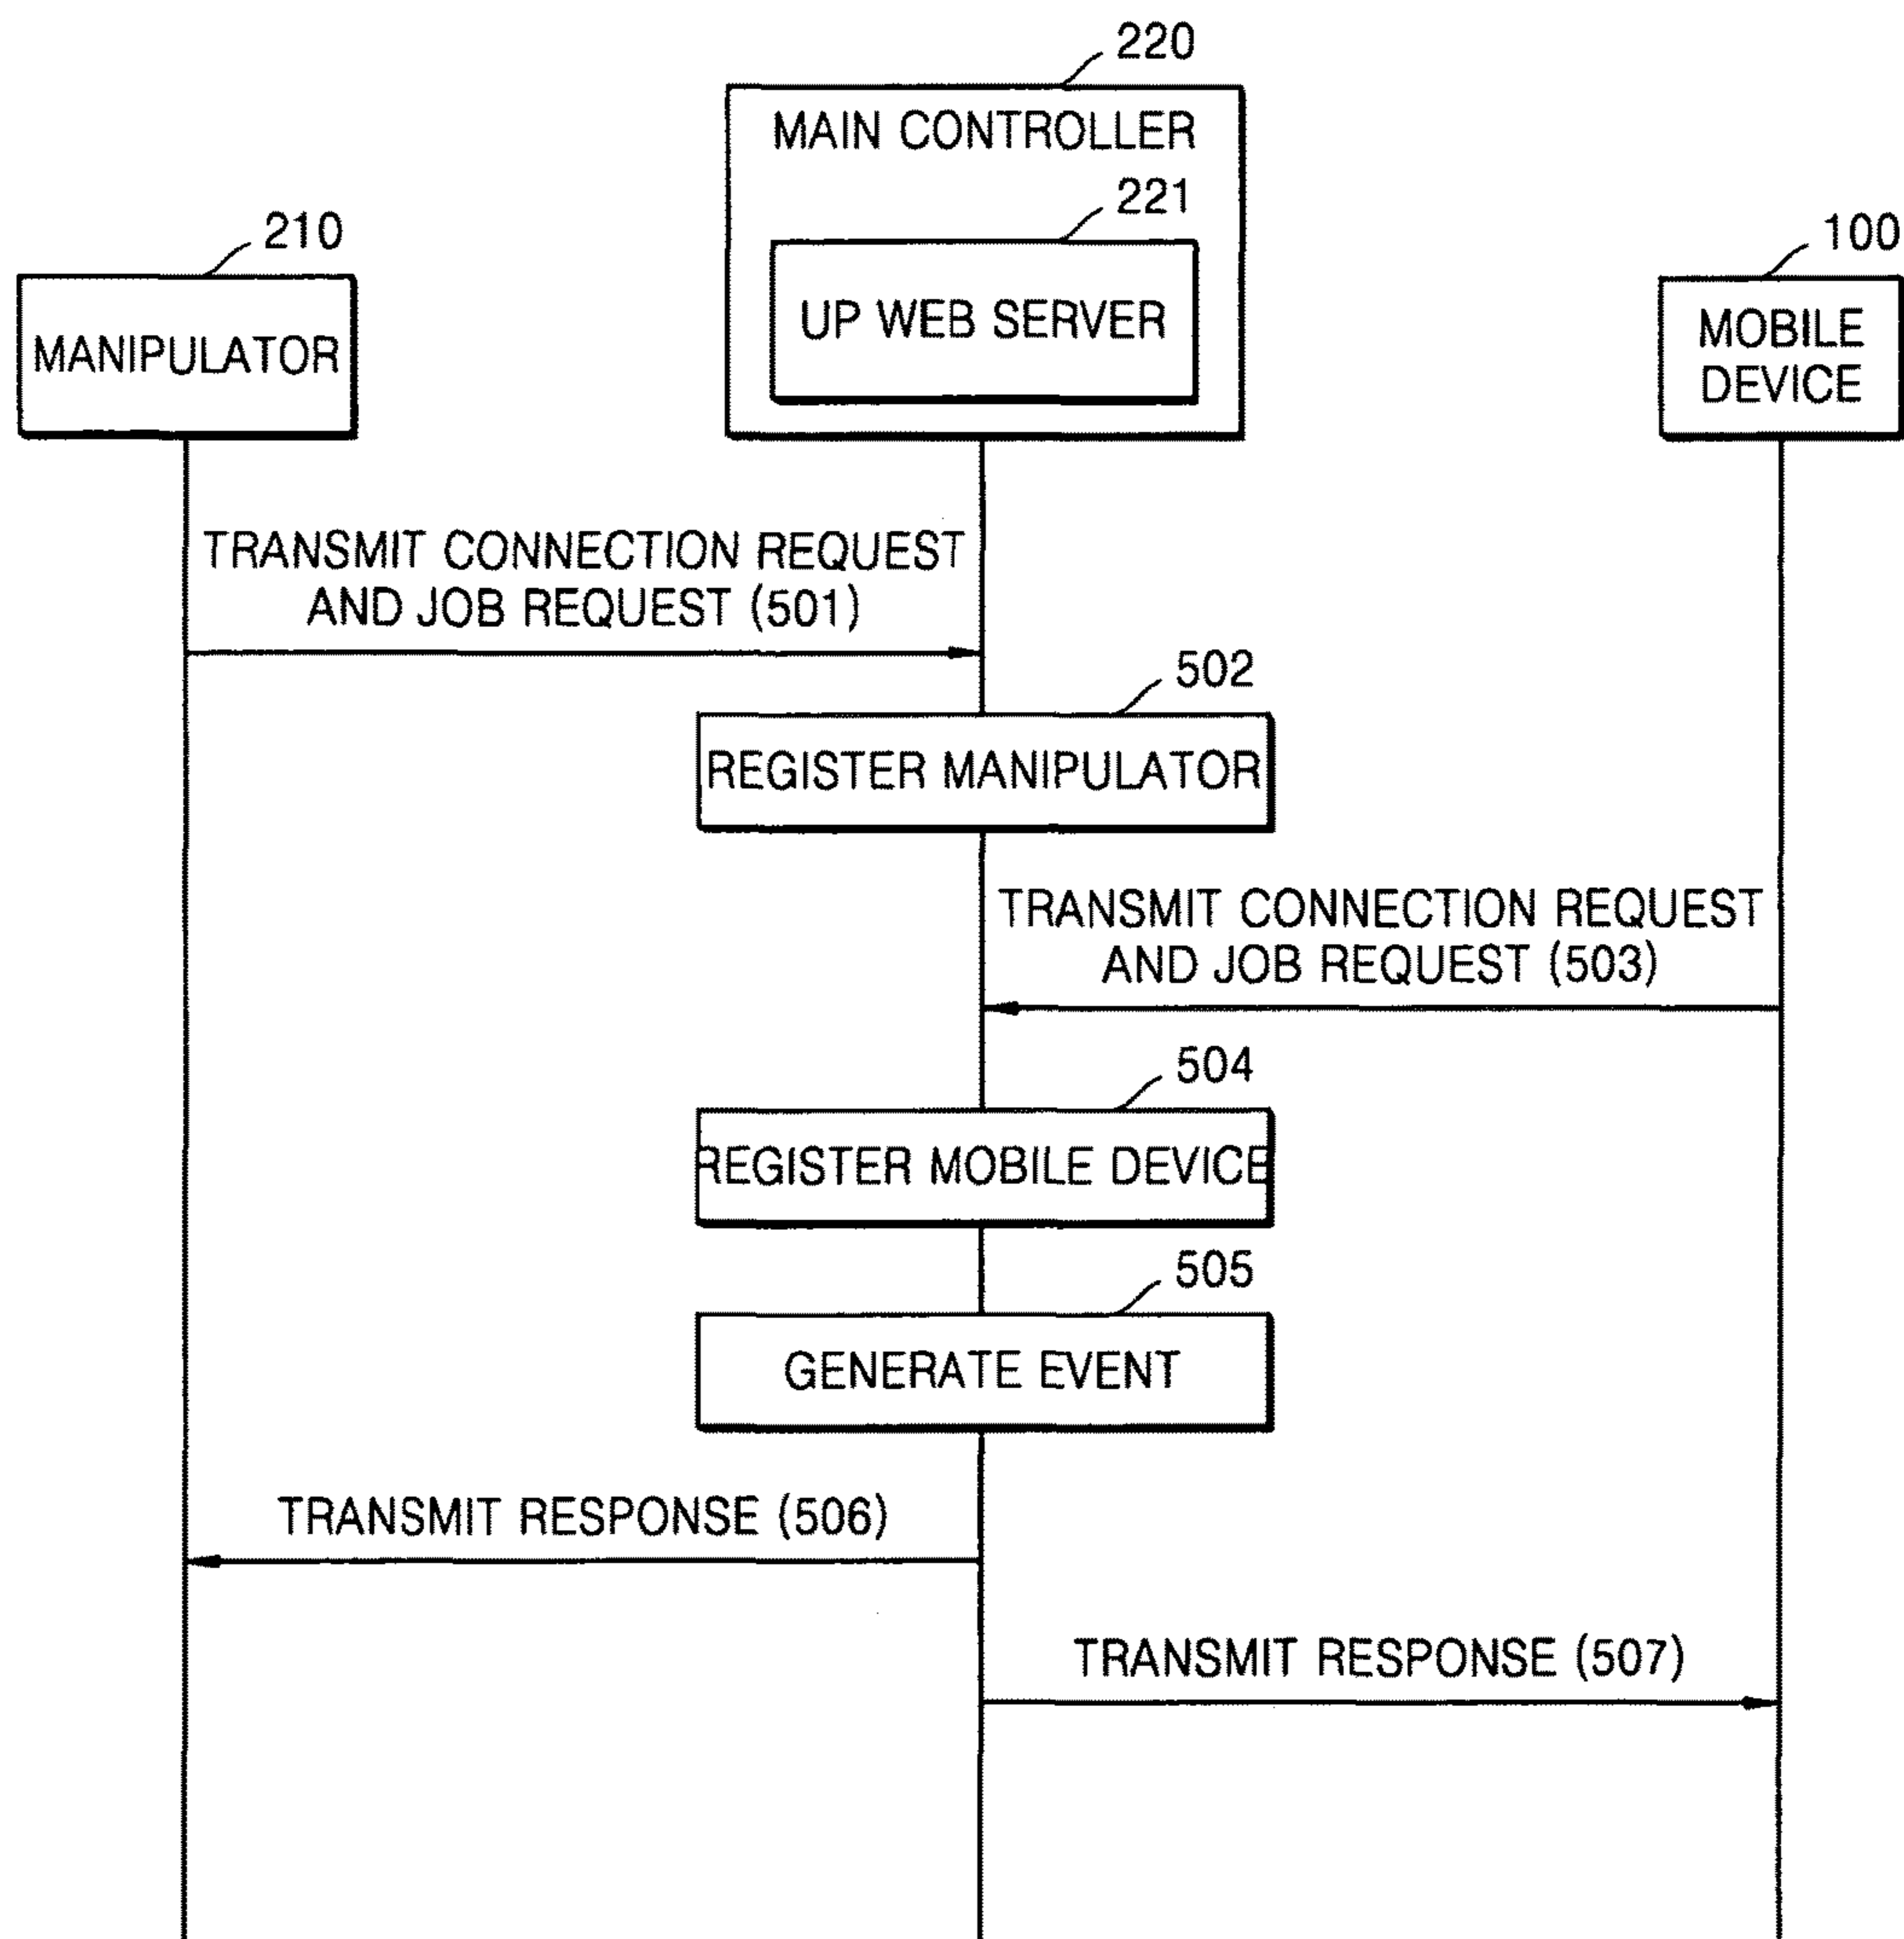 220
MAIN CONTROLLER
221
UP WEB SERVER
210
MANIPULATOR
100
MOBILE
DEVICE
TRANSMIT CONNECTION REQUEST
AND JOB REQUEST (501)
502
REGISTER MANIPULATOR
TRANSMIT CONNECTION REQUEST
AND JOB REQUEST (503)
504
REGISTER MOBILE DEVICE
505
GENERATE EVENT
TRANSMIT RESPONSE (506)
TRANSMIT RESPONSE (507)